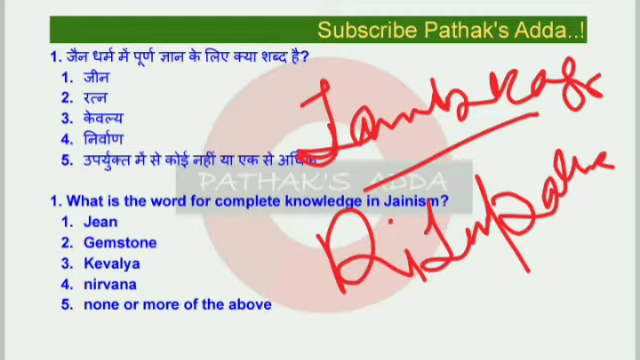 Subscribe Pathak's Adda..!
1. जैन धर्म में पूर्ण ज्ञान के लिए क्या शब्द है?
1. जीन
2. रत्न
3. केवल्य
4. निर्वाण
5. उपर्युक्त में से कोई नहीं या एक से अधिक
PATHAK'S ADDA
1. What is the word for complete knowledge in Jainism?
1. Jean
2. Gemstone
3. Kevalya
4. nirvana
5. none or more of the above